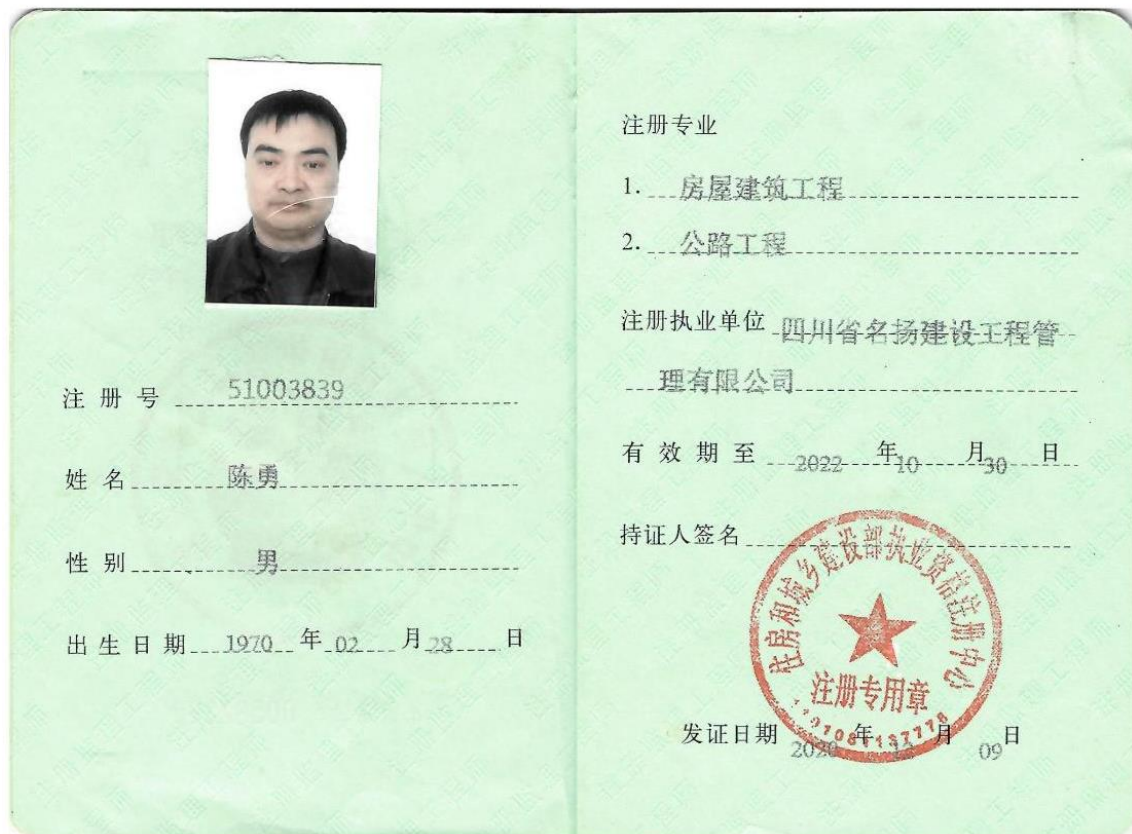 注册号 51003839
姓名 陈勇
性别 男
出生日期 1970 年 02 月 28 日
注册专业
1. 房屋建筑工程
2. 公路工程
注册执业单位 四川省名扬建设工程管
理有限公司
有效期至 2022 年 10 月 30 日
持证人签名
住房和城乡建设部执业资格注册中心
注册专用章
发证日期 2020 年 月 09 日